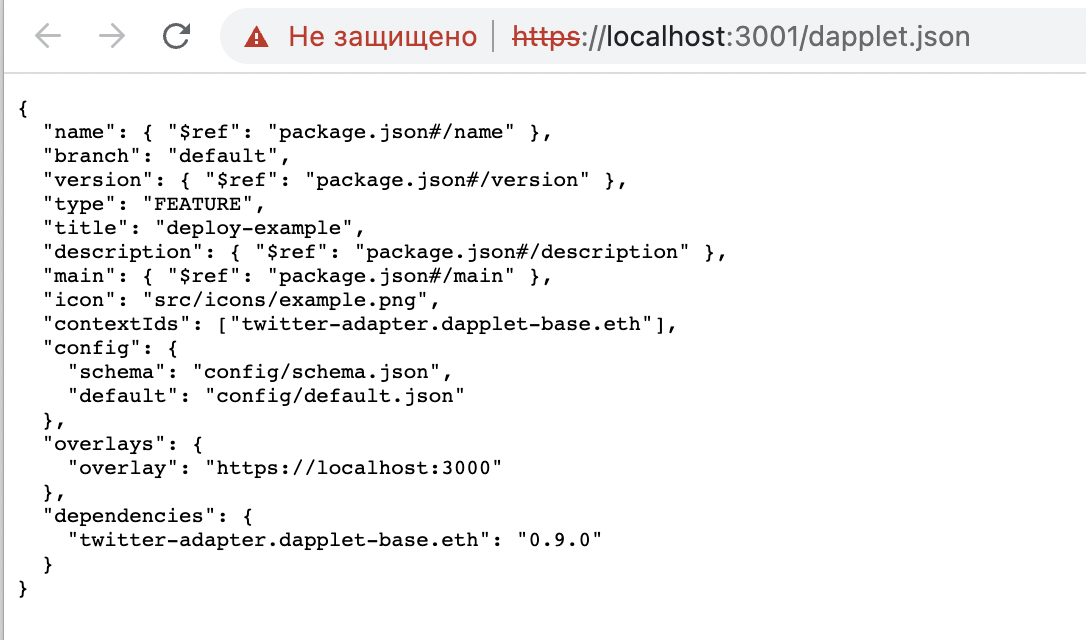 Не защищено https://localhost:3001/dapplet.json
{
  "name": { "$ref": "package.json#/name" },
  "branch": "default",
  "version": { "$ref": "package.json#/version" },
  "type": "FEATURE",
  "title": "deploy-example",
  "description": { "$ref": "package.json#/description" },
  "main": { "$ref": "package.json#/main" },
  "icon": "src/icons/example.png",
  "contextIds": ["twitter-adapter.dapplet-base.eth"],
  "config": {
    "schema": "config/schema.json",
    "default": "config/default.json"
  },
  "overlays": {
    "overlay": "https://localhost:3000"
  },
  "dependencies": {
    "twitter-adapter.dapplet-base.eth": "0.9.0"
  }
}